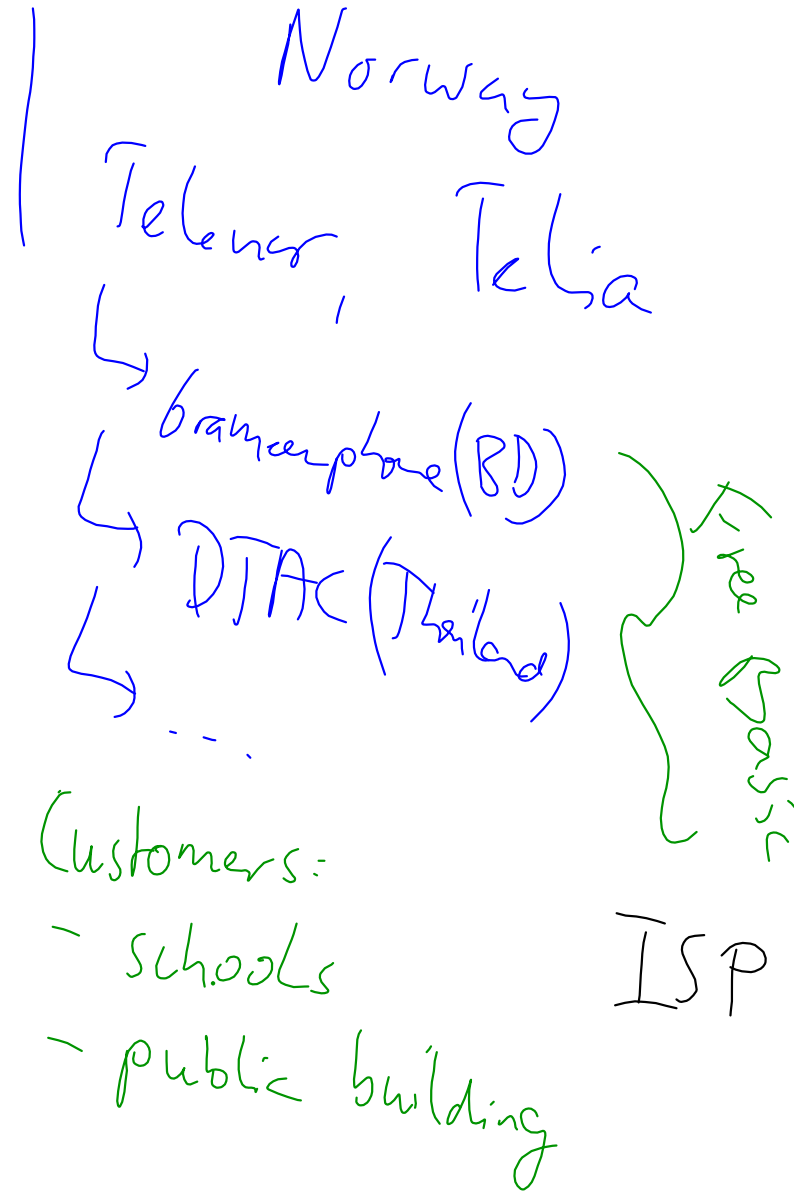 Norway
Telenor, Telia
↳ Grameenphone (BD)
↳ DTAC (Thailand)
↳ ...
Free Basic
Customers:
- schools
- public building
ISP